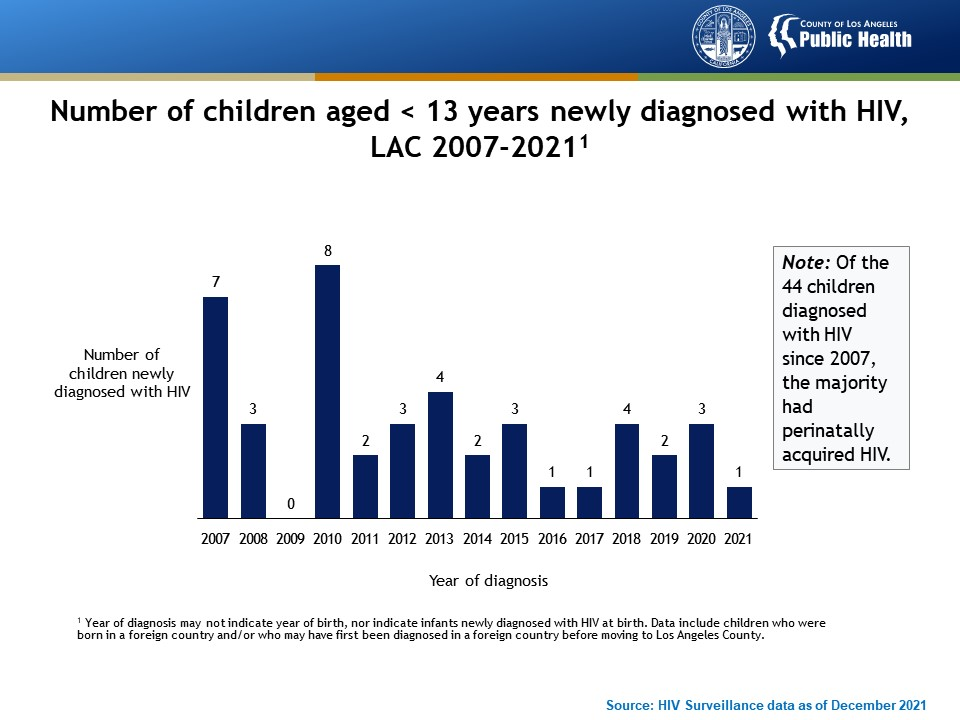 COUNTY OF LOS ANGELES
Public Health
Number of children aged < 13 years newly diagnosed with HIV,
LAC 2007-2021¹
Number of
children newly
diagnosed with HIV
7
3
0
8
2
3
4
2
3
1
1
4
2
3
1
2007 2008 2009 2010 2011 2012 2013 2014 2015 2016 2017 2018 2019 2020 2021
Year of diagnosis
Note: Of the
44 children
diagnosed
with HIV
since 2007,
the majority
had
perinatally
acquired HIV.
¹ Year of diagnosis may not indicate year of birth, nor indicate infants newly diagnosed with HIV at birth. Data include children who were
born in a foreign country and/or who may have first been diagnosed in a foreign country before moving to Los Angeles County.
Source: HIV Surveillance data as of December 2021